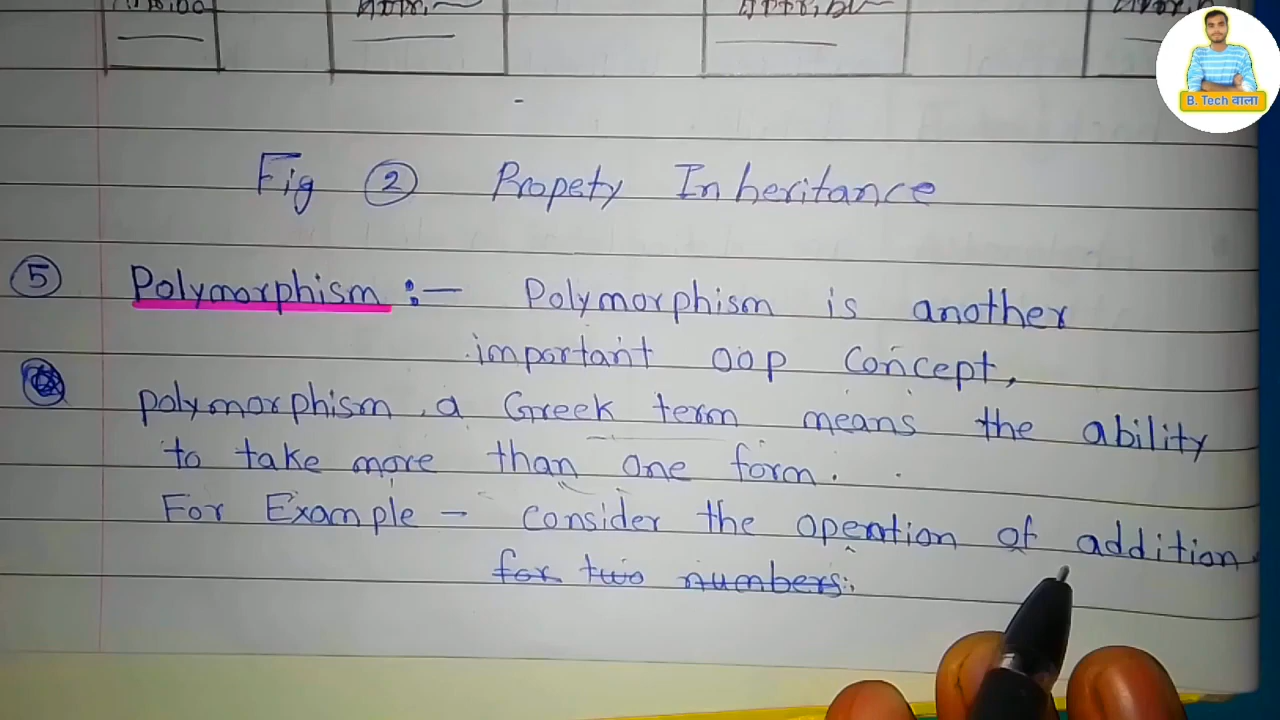 Fig ② Propety Inheritance
⑤ Polymorphism :- Polymorphism is another
important oop concept,
polymorphism, a Greek term means the ability
to take more than one form.
For Example - consider the opention of addition
for two numbers.
B. Tech वाला